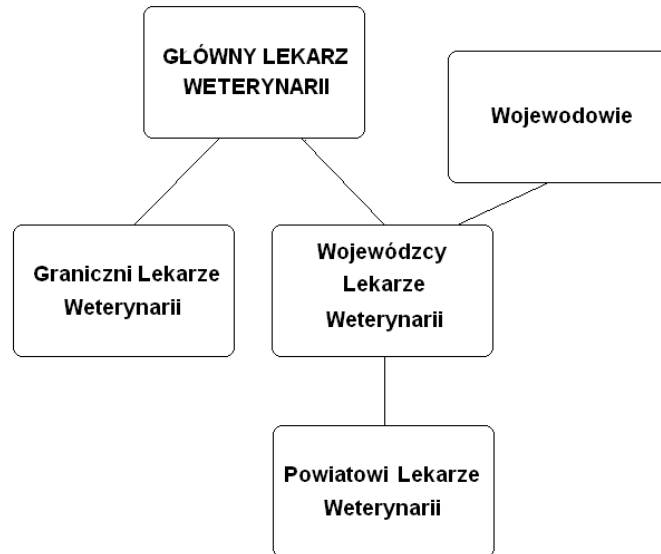 GŁÓWNY LEKARZ
WETERYNARII
Wojewodowie
Graniczni Lekarze
Weterynarii
Wojewódzcy
Lekarze
Weterynarii
Powiatowi Lekarze
Weterynarii